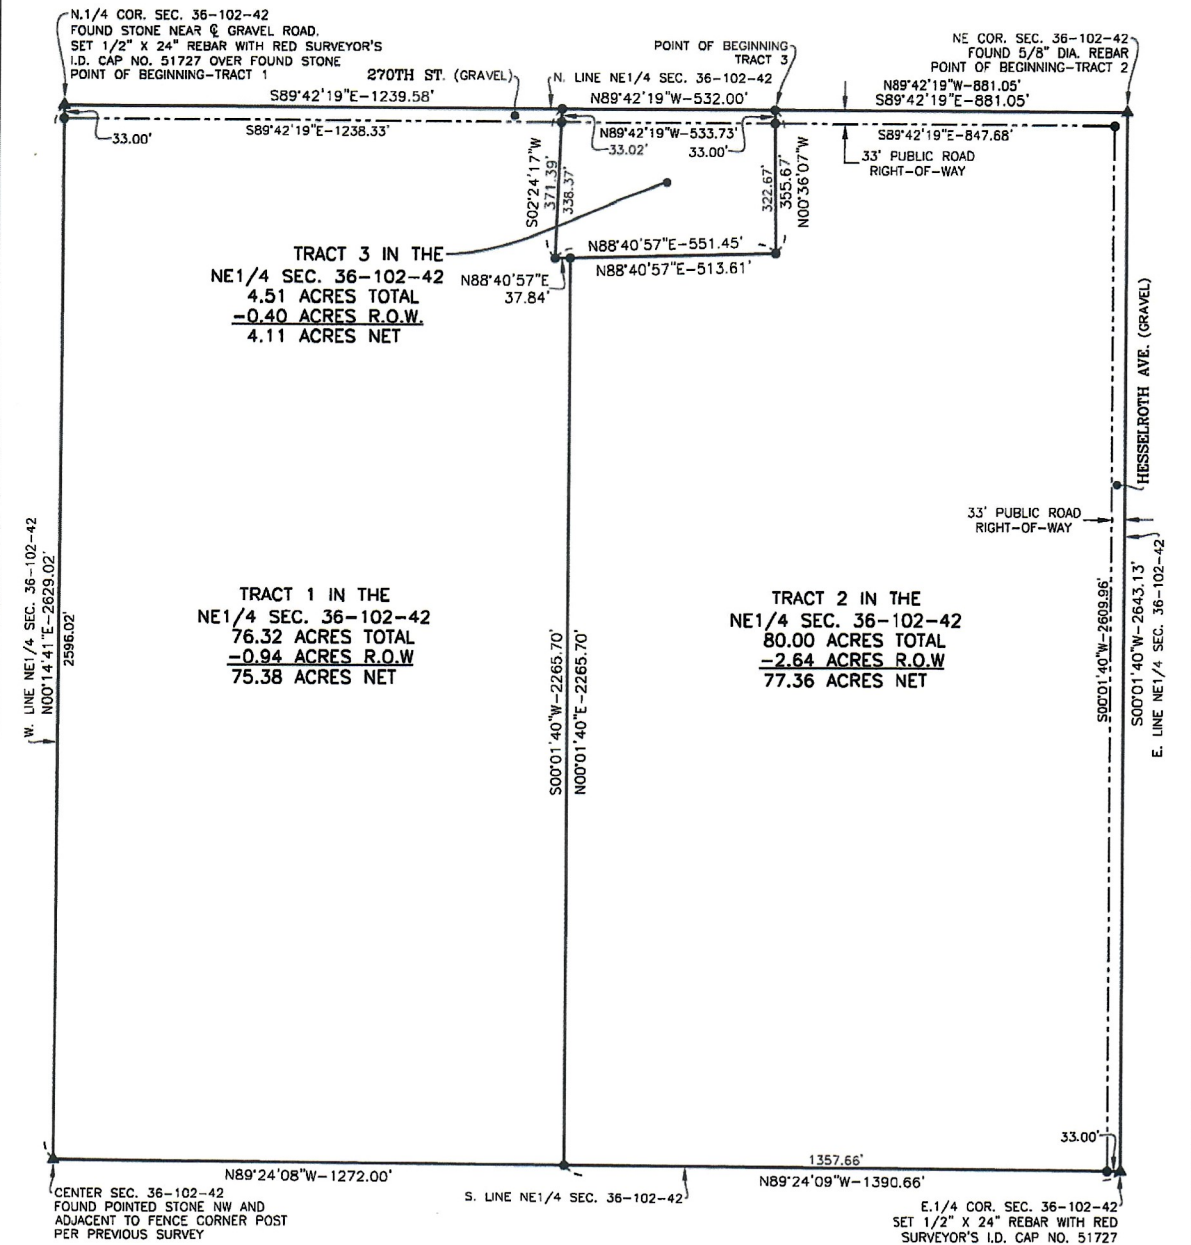 N.1/4 COR. SEC. 36-102-42
FOUND STONE NEAR ℄ GRAVEL ROAD.
SET 1/2" X 24" REBAR WITH RED SURVEYOR'S
I.D. CAP NO. 51727 OVER FOUND STONE
POINT OF BEGINNING-TRACT 1
270TH ST. (GRAVEL)
N. LINE NE1/4 SEC. 36-102-42
POINT OF BEGINNING
TRACT 3
NE COR. SEC. 36-102-42
FOUND 5/8" DIA. REBAR
POINT OF BEGINNING-TRACT 2
S89°42'19"E-1239.58'
N89°42'19"W-532.00'
N89°42'19"W-881.05'
S89°42'19"E-881.05'
33.00'
S89°42'19"E-1238.33'
N89°42'19"W-533.73'
33.02'
33.00'
S89°42'19"E-847.68'
33' PUBLIC ROAD
RIGHT-OF-WAY
S02°24'17"W
371.39'
338.37'
322.67'
355.67'
N00°36'07"W
N88°40'57"E-551.45'
N88°40'57"E-513.61'
N88°40'57"E
37.84'
TRACT 3 IN THE
NE1/4 SEC. 36-102-42
4.51 ACRES TOTAL
-0.40 ACRES R.O.W.
4.11 ACRES NET
HESSELROTH AVE. (GRAVEL)
33' PUBLIC ROAD
RIGHT-OF-WAY
W. LINE NE1/4 SEC. 36-102-42
N00°14'41"E-2629.02'
2596.02'
TRACT 1 IN THE
NE1/4 SEC. 36-102-42
76.32 ACRES TOTAL
-0.94 ACRES R.O.W
75.38 ACRES NET
S00°01'40"W-2265.70'
N00°01'40"E-2265.70'
TRACT 2 IN THE
NE1/4 SEC. 36-102-42
80.00 ACRES TOTAL
-2.64 ACRES R.O.W
77.36 ACRES NET
S00°01'40"W-2609.96'
S00°01'40"W-2643.13'
E. LINE NE1/4 SEC. 36-102-42
33.00'
N89°24'08"W-1272.00'
1357.66'
N89°24'09"W-1390.66'
S. LINE NE1/4 SEC. 36-102-42
CENTER SEC. 36-102-42
FOUND POINTED STONE NW AND
ADJACENT TO FENCE CORNER POST
PER PREVIOUS SURVEY
E.1/4 COR. SEC. 36-102-42
SET 1/2" X 24" REBAR WITH RED
SURVEYOR'S I.D. CAP NO. 51727